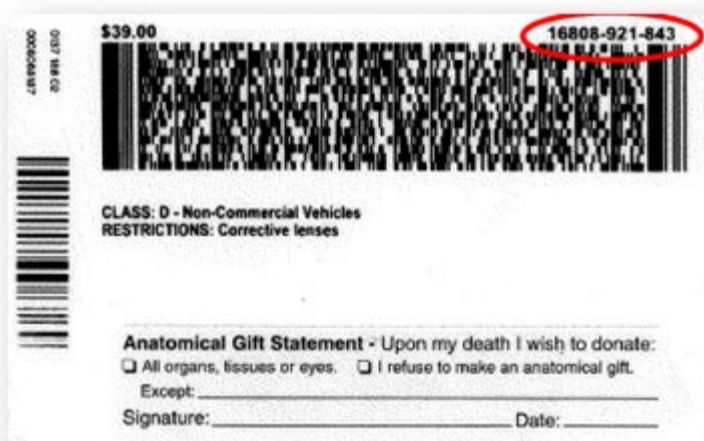 $39.00 16808-921-843
CLASS: D - Non-Commercial Vehicles
RESTRICTIONS: Corrective lenses
Anatomical Gift Statement - Upon my death I wish to donate:
❑ All organs, tissues or eyes. ❑ I refuse to make an anatomical gift.
Except:
Signature: Date: